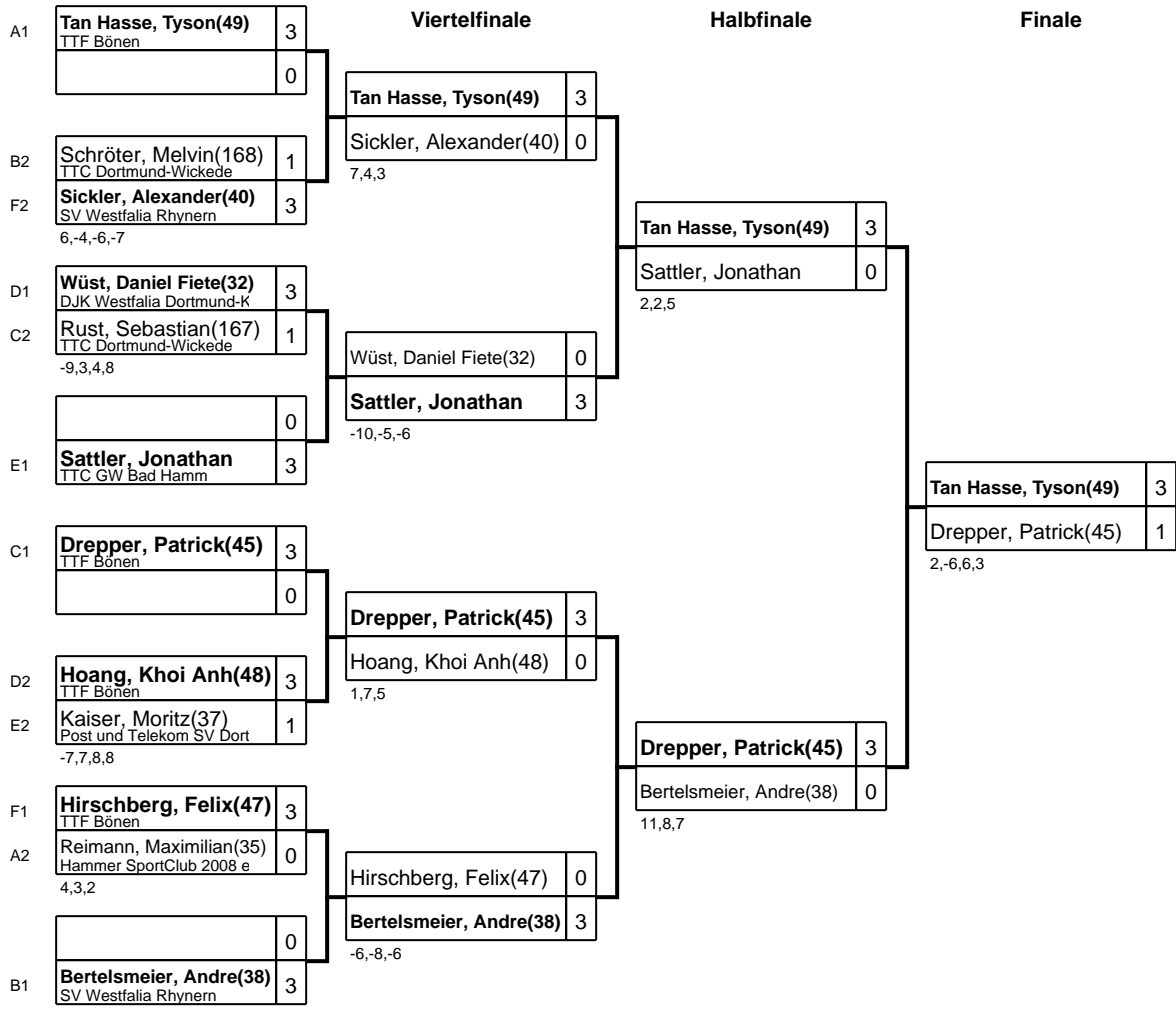 Viertelfinale
Halbfinale
Finale
A1
Tan Hasse, Tyson(49) 3
TTF Bönen
0
B2
Schröter, Melvin(168) 1
TTC Dortmund-Wickede
F2
Sickler, Alexander(40) 3
SV Westfalia Rhynern
6,-4,-6,-7
D1
Wüst, Daniel Fiete(32) 3
DJK Westfalia Dortmund-K
C2
Rust, Sebastian(167) 1
TTC Dortmund-Wickede
-9,3,4,8
0
E1
Sattler, Jonathan 3
TTC GW Bad Hamm
C1
Drepper, Patrick(45) 3
TTF Bönen
0
D2
Hoang, Khoi Anh(48) 3
TTF Bönen
E2
Kaiser, Moritz(37) 1
Post und Telekom SV Dort
-7,7,8,8
F1
Hirschberg, Felix(47) 3
TTF Bönen
A2
Reimann, Maximilian(35) 0
Hammer SportClub 2008 e
4,3,2
0
B1
Bertelsmeier, Andre(38) 3
SV Westfalia Rhynern
Tan Hasse, Tyson(49) 3
Sickler, Alexander(40) 0
7,4,3
Wüst, Daniel Fiete(32) 0
Sattler, Jonathan 3
-10,-5,-6
Drepper, Patrick(45) 3
Hoang, Khoi Anh(48) 0
1,7,5
Hirschberg, Felix(47) 0
Bertelsmeier, Andre(38) 3
-6,-8,-6
Tan Hasse, Tyson(49) 3
Sattler, Jonathan 0
2,2,5
Drepper, Patrick(45) 3
Bertelsmeier, Andre(38) 0
11,8,7
Tan Hasse, Tyson(49) 3
Drepper, Patrick(45) 1
2,-6,6,3